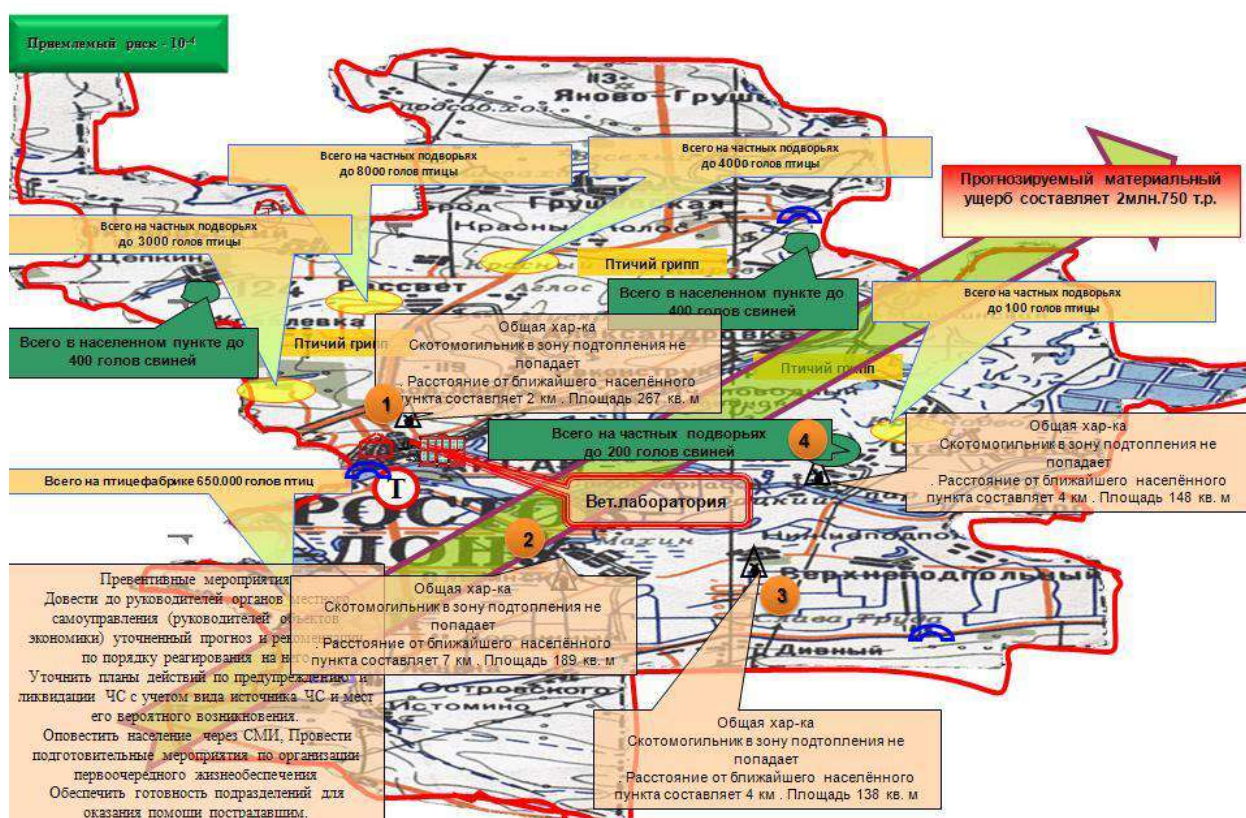 Приемлемый риск - 10⁻⁴
113
Яново-Груш
Всего на частных подворьях
до 8000 голов птицы
Всего на частных подворьях
до 4000 голов птицы
Прогнозируемый материальный
ущерб составляет 2млн.750 т.р.
Грушевская
Всего на частных подворьях
до 3000 голов птицы
Щепкин
Птичий грипп
Рассвет
Всего в населенном пункте до
400 голов свиней
Всего на частных подворьях
до 100 голов птицы
Всего в населенном пункте до
400 голов свиней
Птичий грипп
Общая хар-ка
Скотомогильник в зону подтопления не
попадает
. Расстояние от ближайшего населённого
пункта составляет 2 км . Площадь 267 кв. м
Птичий грипп
1
Всего на частных подворьях
до 200 голов свиней
4
Общая хар-ка
Скотомогильник в зону подтопления не
попадает
. Расстояние от ближайшего населённого
пункта составляет 4 км . Площадь 148 кв. м
Всего на птицефабрике 650.000 голов птиц
Т
Вет.лаборатория
РОСТО
ДОН
2
Махин
Нижнеподпол
Верхнеподпольный
3
Дивный
Превентивные мероприятия
Довести до руководителей органов местного
самоуправления (руководителей объектов
экономики) уточненный прогноз и рекомендации
по порядку реагирования на него
Уточнить планы действий по предупреждению и
ликвидации ЧС с учетом вида источника ЧС и мест
его вероятного возникновения.
Оповестить население через СМИ, Провести
подготовительные мероприятия по организации
первоочередного жизнеобеспечения
Обеспечить готовность подразделений для
оказания помощи пострадавшим.
Общая хар-ка
Скотомогильник в зону подтопления не
попадает
. Расстояние от ближайшего населённого
пункта составляет 7 км . Площадь 189 кв. м
Островского
Истомино
Общая хар-ка
Скотомогильник в зону подтопления не
попадает
. Расстояние от ближайшего населённого
пункта составляет 4 км . Площадь 138 кв. м